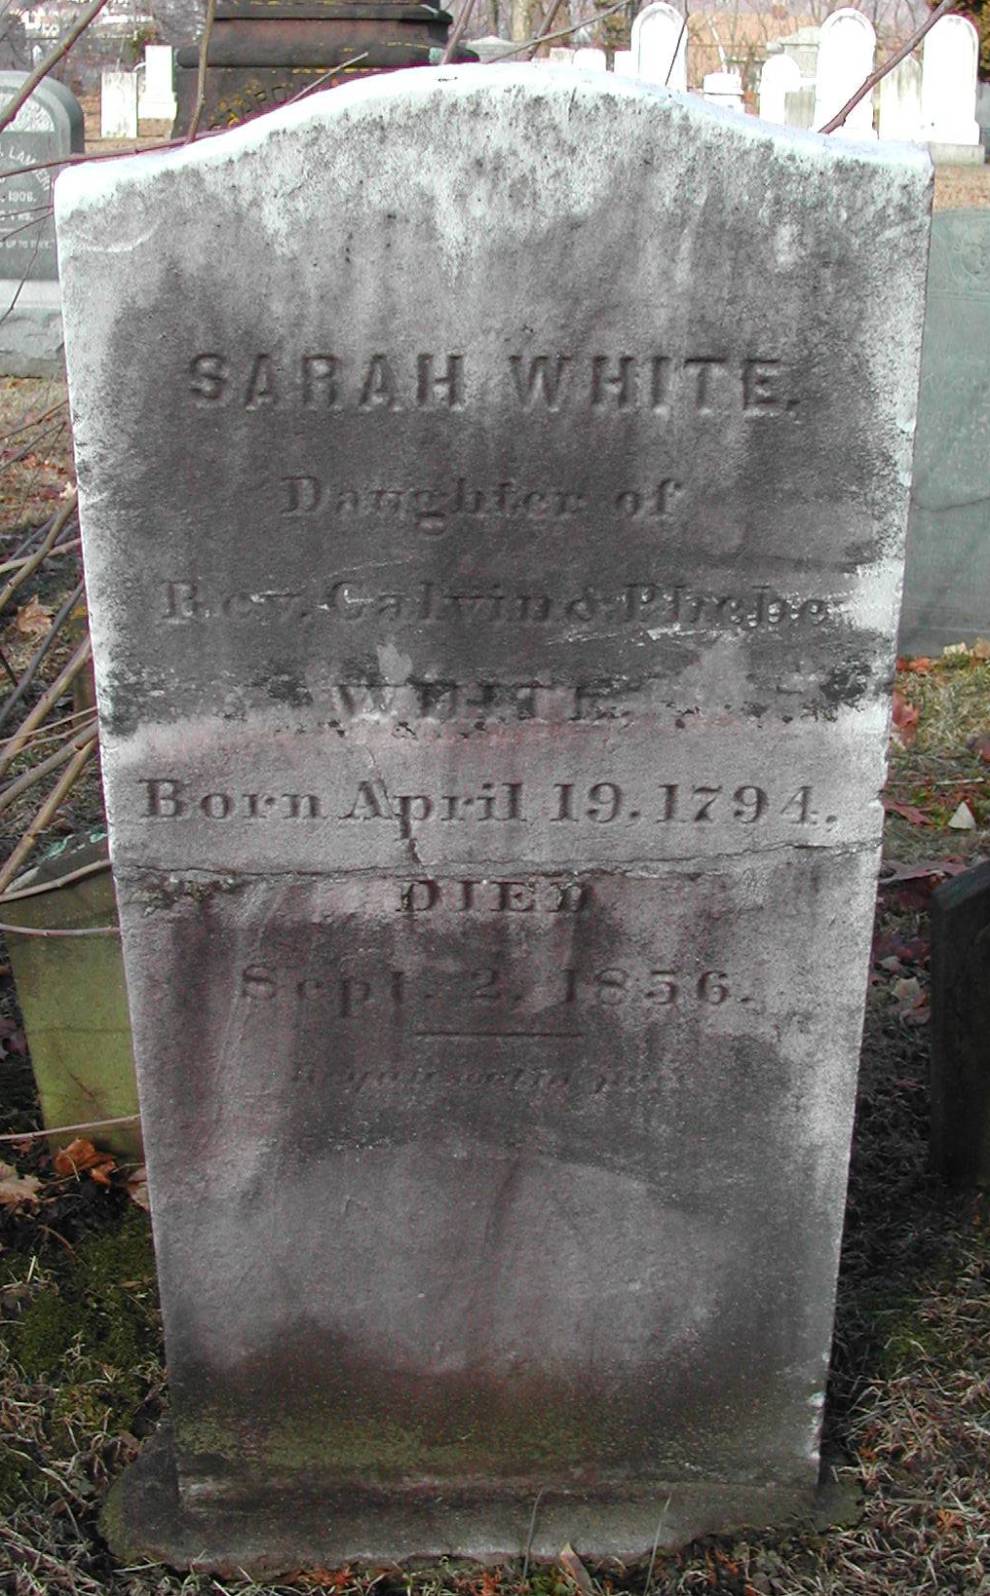 SARAH WHITE.
Daughter of
Rev. Calvin & Phebe
WHITE.
Born April 19. 1794.
DIED
Sept. 2. 1856.